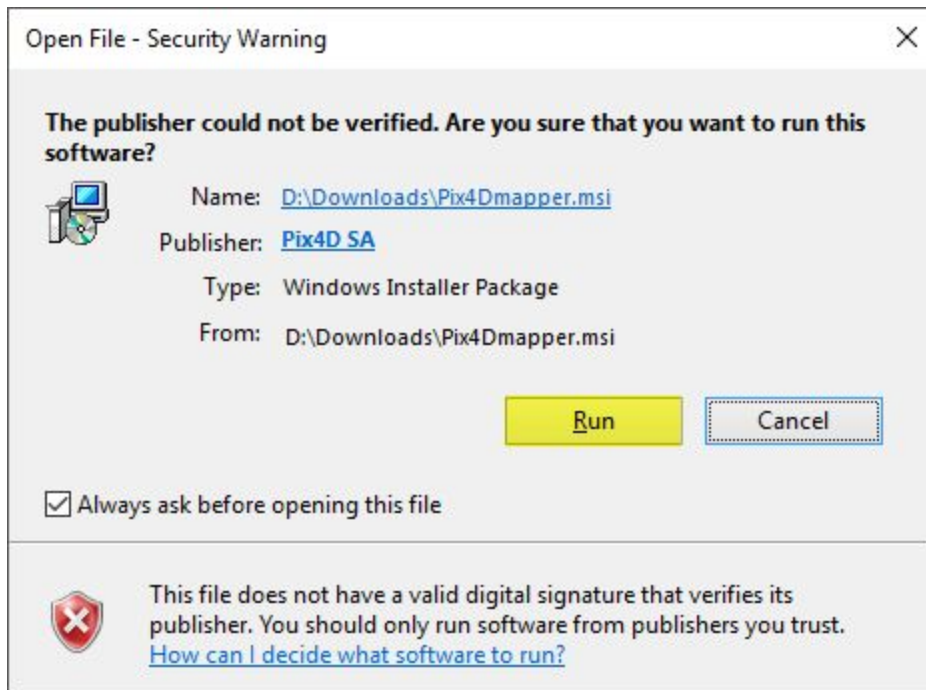 Open File - Security Warning
The publisher could not be verified. Are you sure that you want to run this
software?
Name: D:\Downloads\Pix4Dmapper.msi
Publisher: Pix4D SA
Type: Windows Installer Package
From: D:\Downloads\Pix4Dmapper.msi
Run Cancel
Always ask before opening this file
This file does not have a valid digital signature that verifies its
publisher. You should only run software from publishers you trust.
How can I decide what software to run?